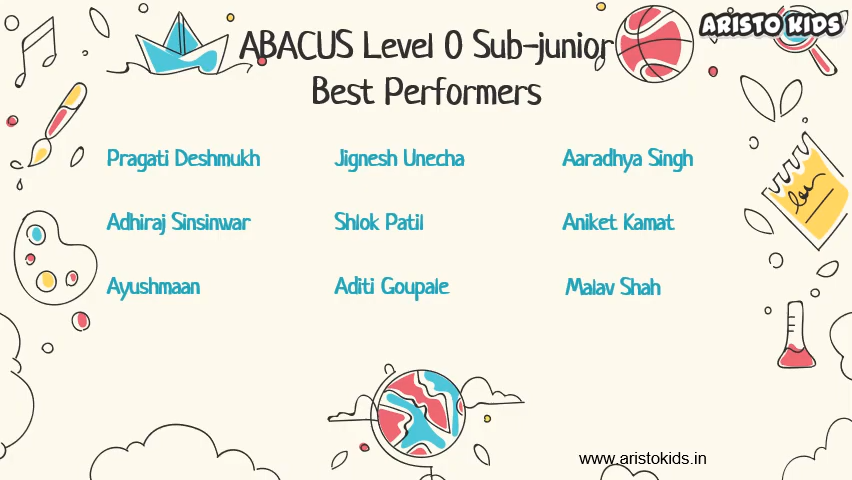 ARISTO KIDS
ABACUS Level 0 Sub-junior
Best Performers
Pragati Deshmukh
Jignesh Unecha
Aaradhya Singh
Adhiraj Sinsinwar
Shlok Patil
Aniket Kamat
Ayushmaan
Aditi Goupale
Malav Shah
www.aristokids.in